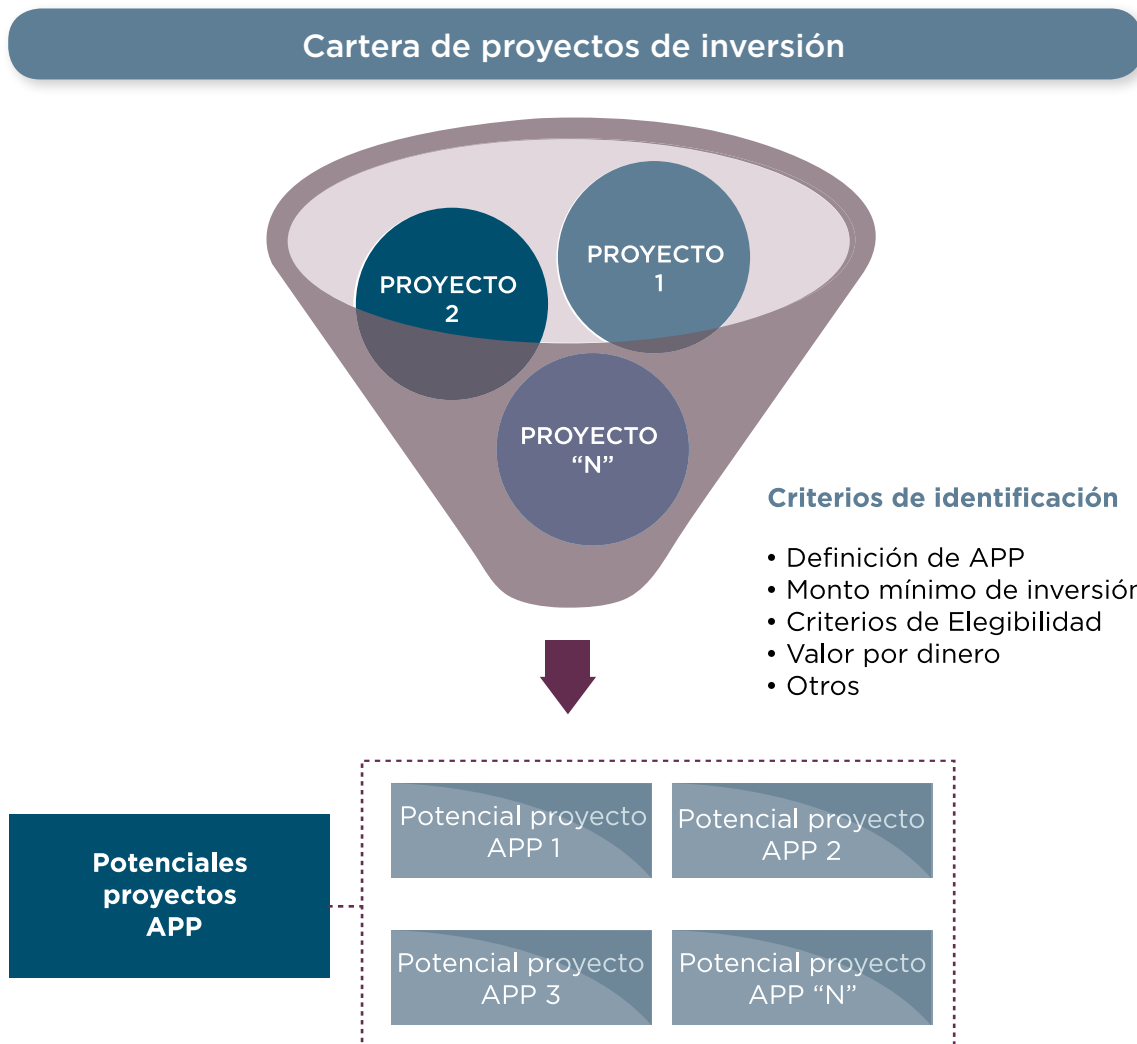 Cartera de proyectos de inversión
PROYECTO
1
PROYECTO
2
PROYECTO
“N”
Criterios de identificación
• Definición de APP
• Monto mínimo de inversión
• Criterios de Elegibilidad
• Valor por dinero
• Otros
Potenciales
proyectos
APP
Potencial proyecto
APP 1
Potencial proyecto
APP 2
Potencial proyecto
APP 3
Potencial proyecto
APP “N”